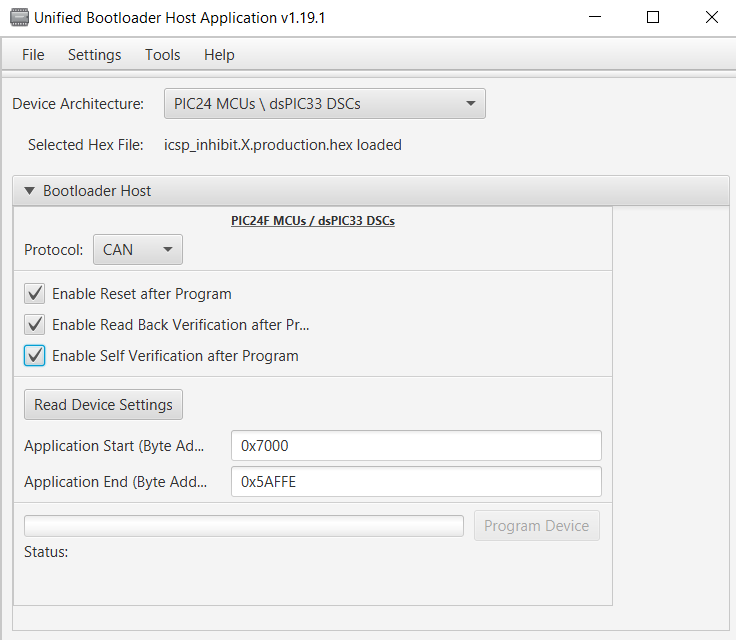 Unified Bootloader Host Application v1.19.1
File Settings Tools Help
Device Architecture: PIC24 MCUs \ dsPIC33 DSCs
Selected Hex File: icsp_inhibit.X.production.hex loaded
Bootloader Host
PIC24F MCUs / dsPIC33 DSCs
Protocol: CAN
Enable Reset after Program
Enable Read Back Verification after Pr...
Enable Self Verification after Program
Read Device Settings
Application Start (Byte Ad... 0x7000
Application End (Byte Add... 0x5AFFE
Program Device
Status: